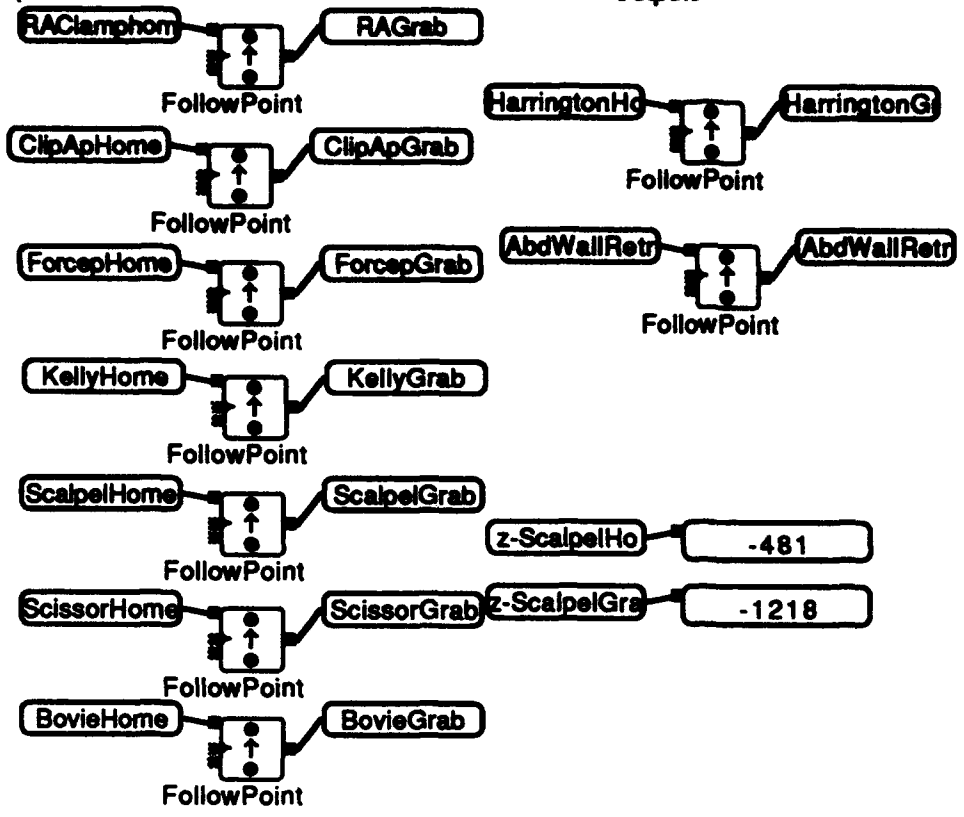 RAClamphom
RAGrab
FollowPoint
HarringtonHo
HarringtonGr
FollowPoint
ClipApHome
ClipApGrab
FollowPoint
AbdWallRetr
AbdWallRetr
FollowPoint
ForcepHome
ForcepGrab
FollowPoint
KellyHome
KellyGrab
FollowPoint
ScalpelHome
ScalpelGrab
FollowPoint
z-ScalpelHo
-481
ScissorHome
ScissorGrab
FollowPoint
z-ScalpelGra
-1218
BovieHome
BovieGrab
FollowPoint